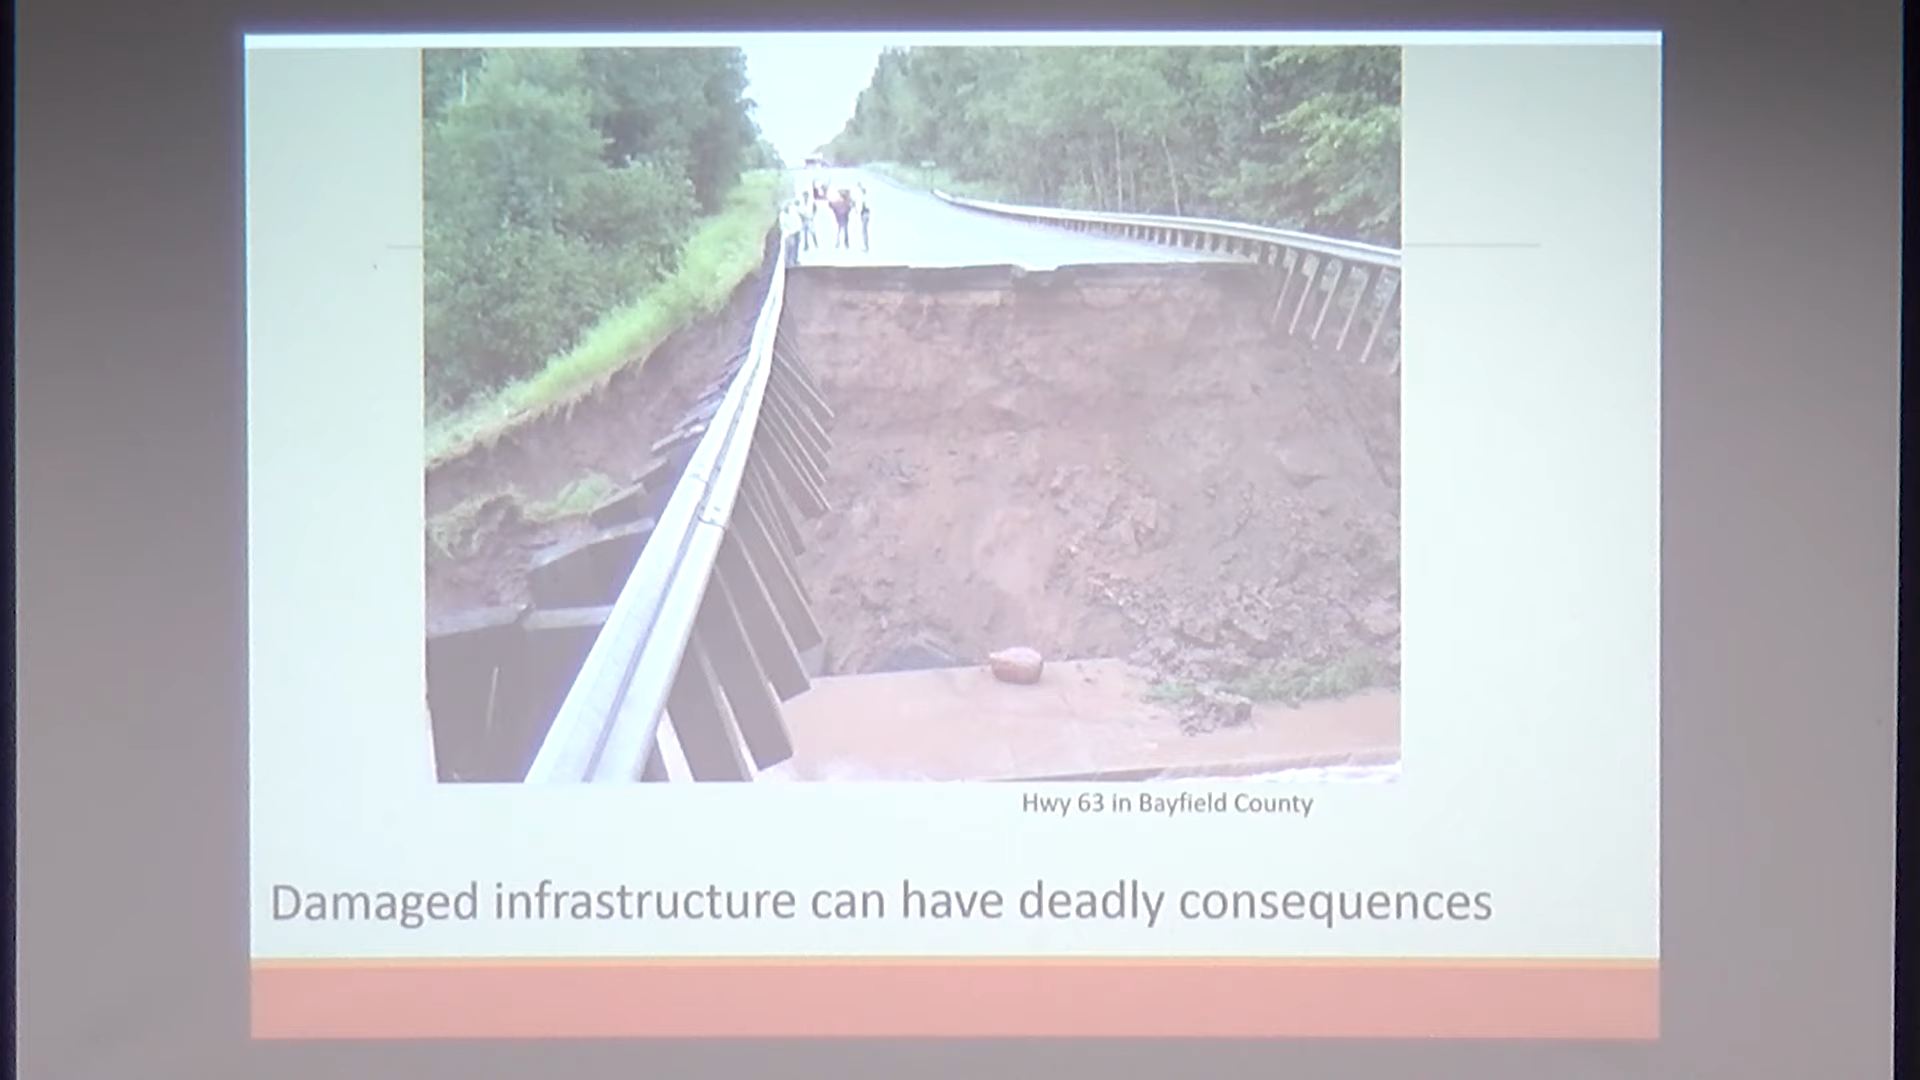 Hwy 63 in Bayfield County
Damaged infrastructure can have deadly consequences